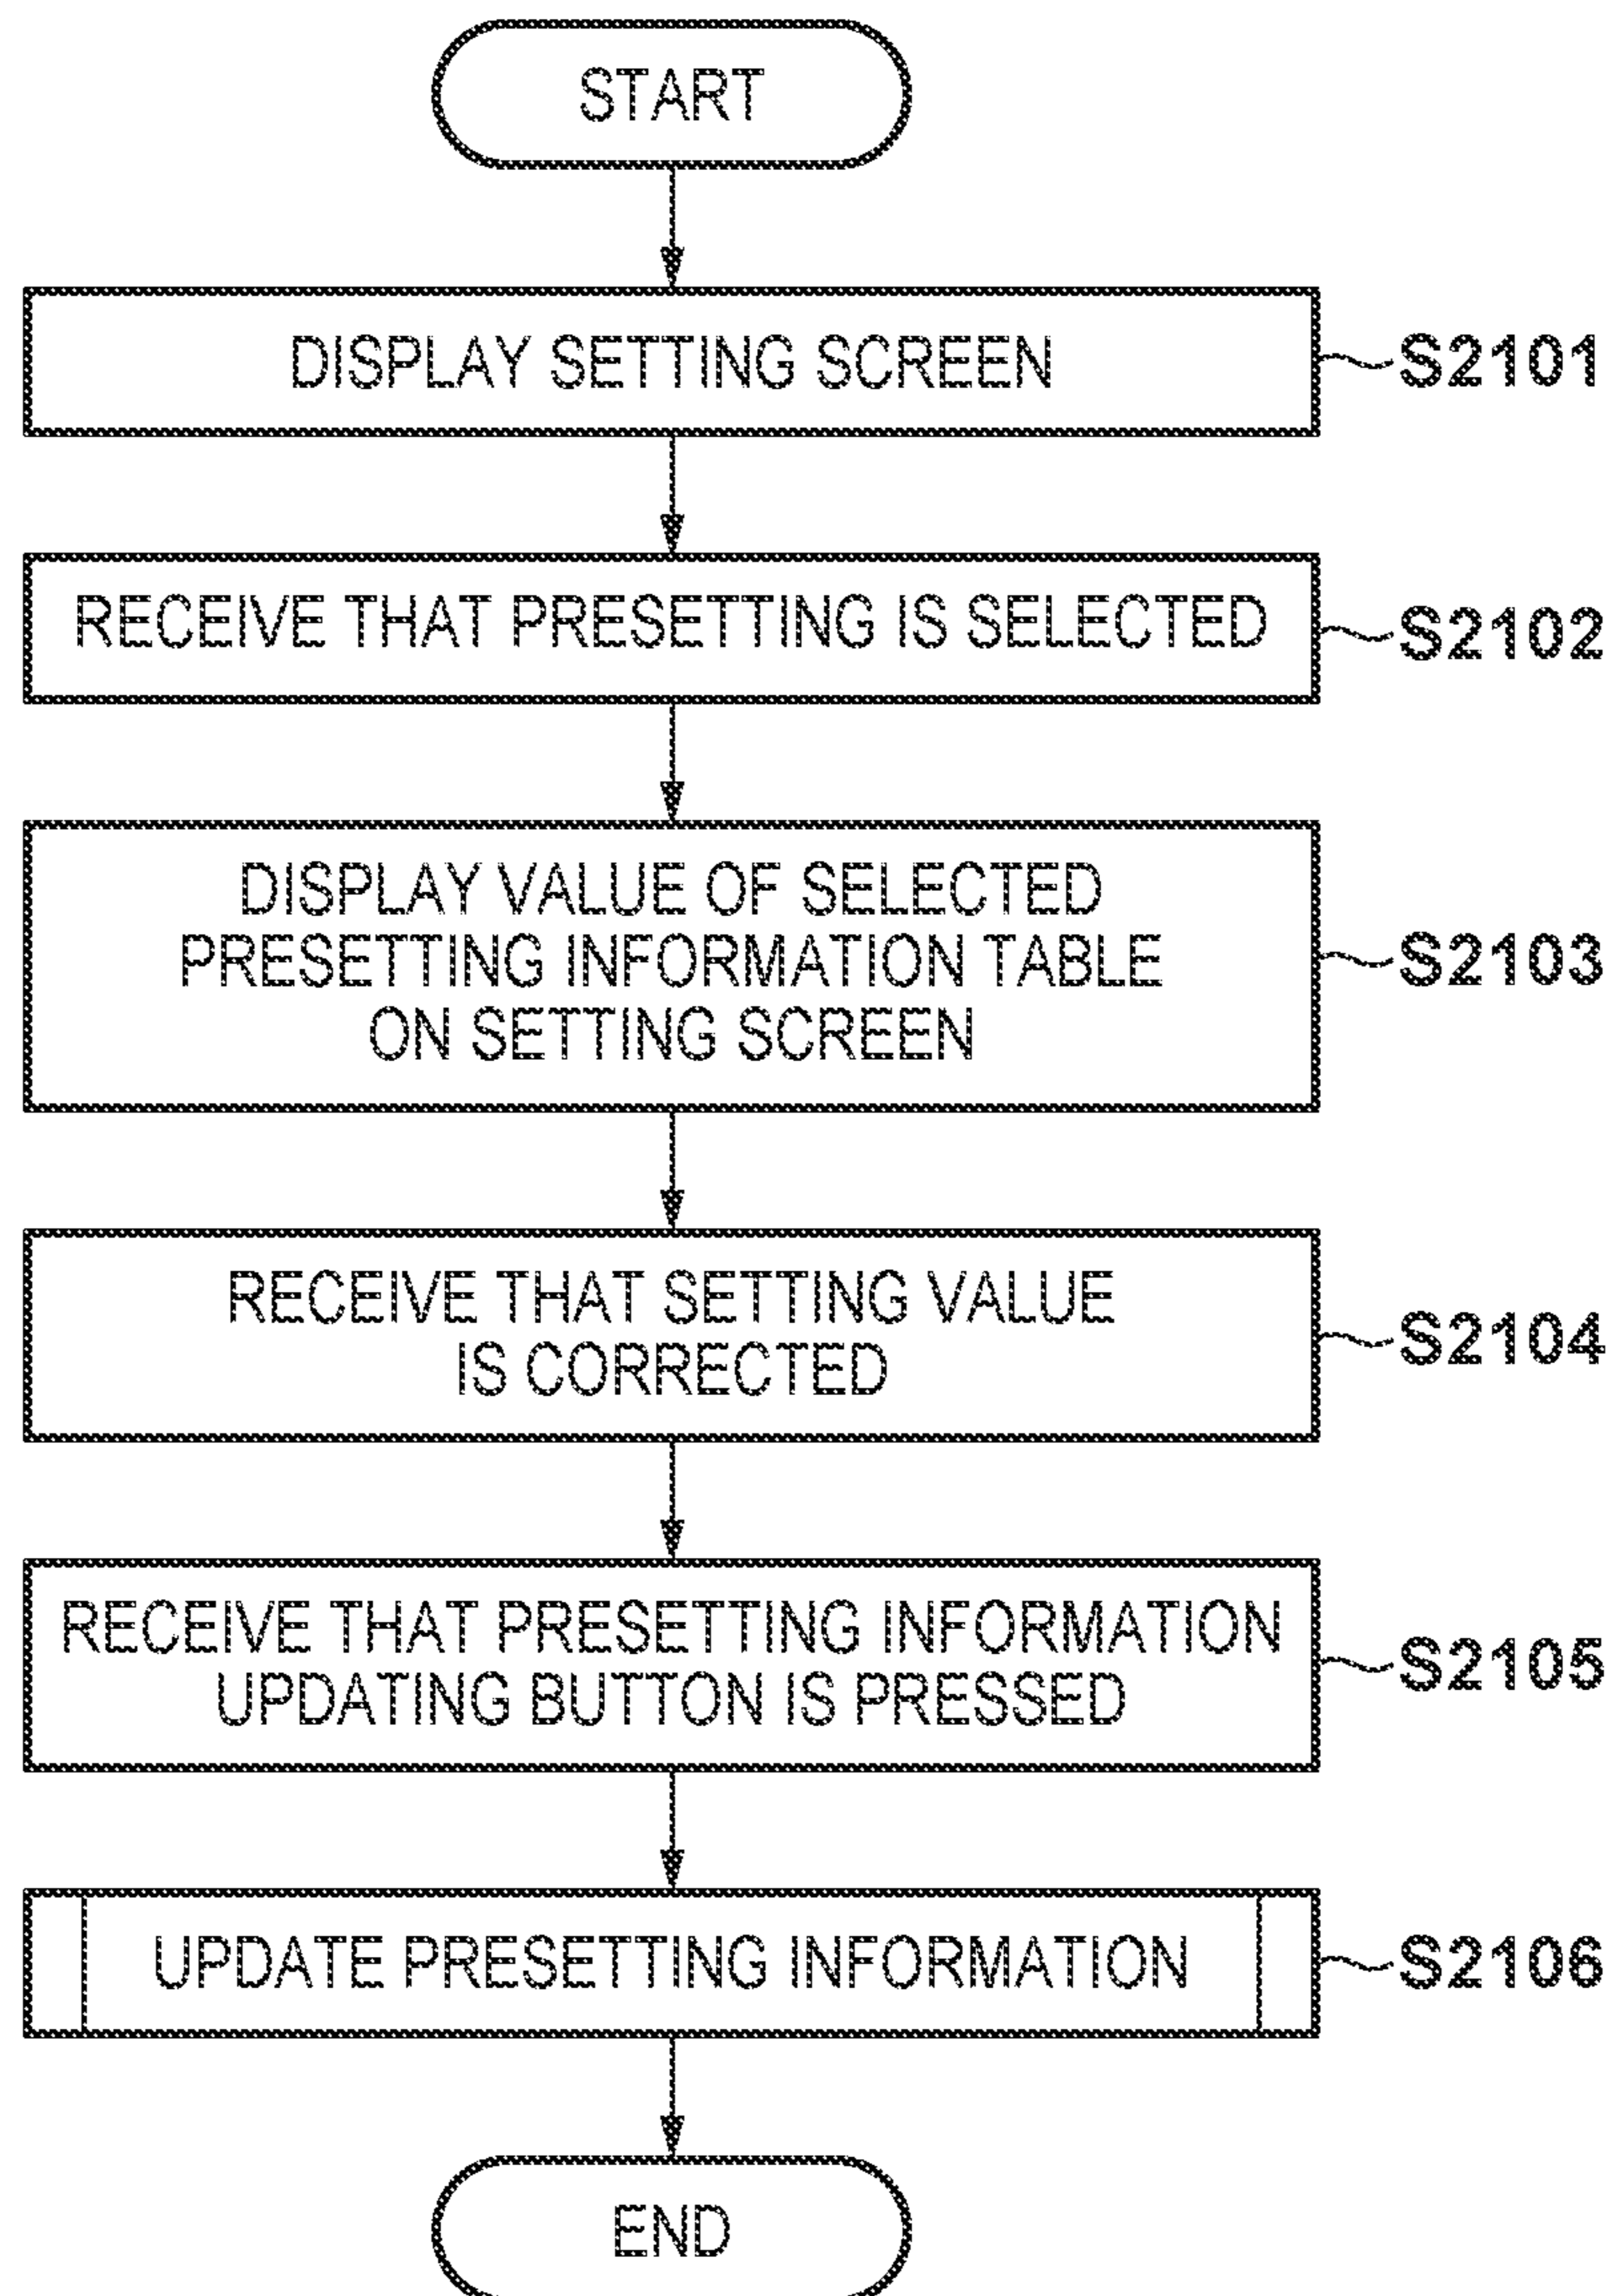 START
DISPLAY SETTING SCREEN
S2101
RECEIVE THAT PRESETTING IS SELECTED
S2102
DISPLAY VALUE OF SELECTED
PRESETTING INFORMATION TABLE
ON SETTING SCREEN
S2103
RECEIVE THAT SETTING VALUE
IS CORRECTED
S2104
RECEIVE THAT PRESETTING INFORMATION
UPDATING BUTTON IS PRESSED
S2105
UPDATE PRESETTING INFORMATION
S2106
END